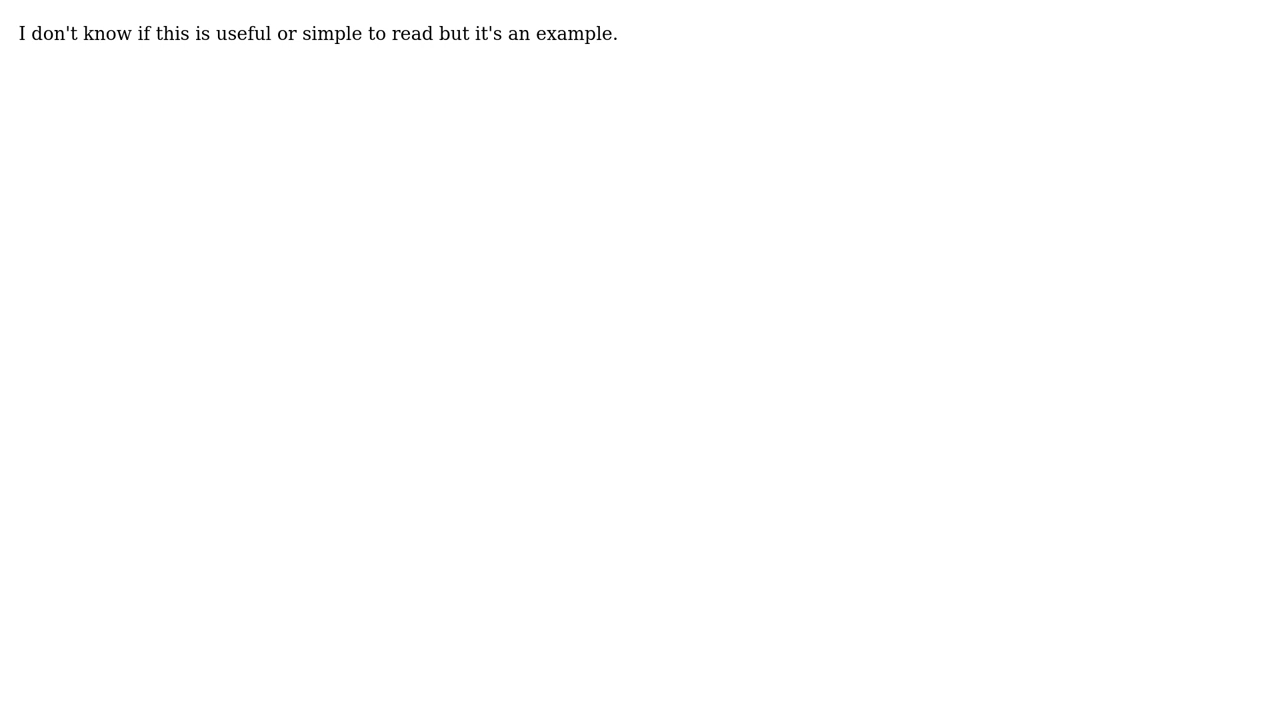 I don't know if this is useful or simple to read but it's an example.